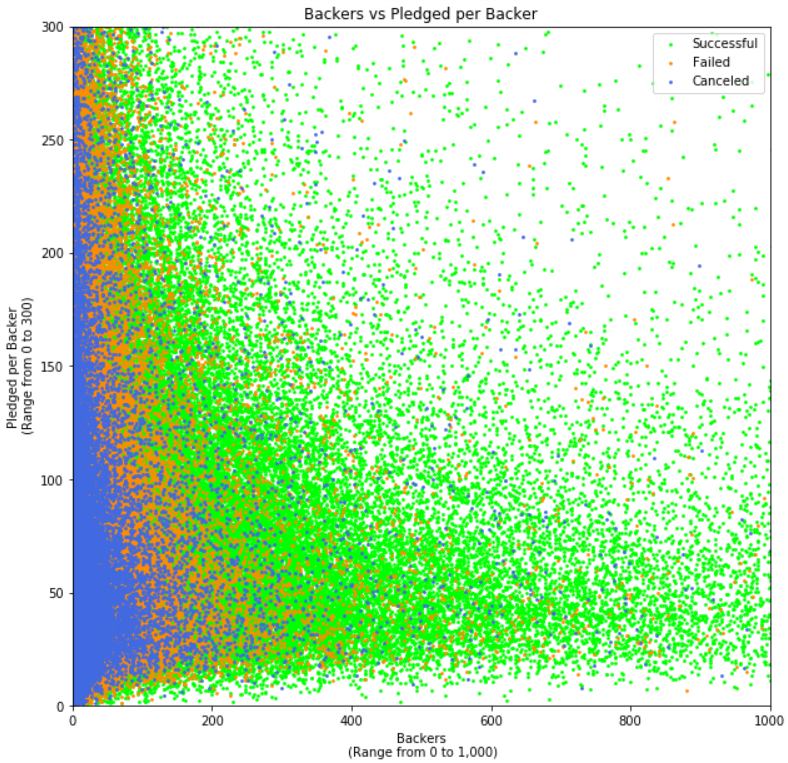 Backers vs Pledged per Backer
Successful
Failed
Canceled
300
250
200
150
100
50
0
Pledged per Backer
(Range from 0 to 300)
0
200
400
600
800
1000
Backers
(Range from 0 to 1,000)